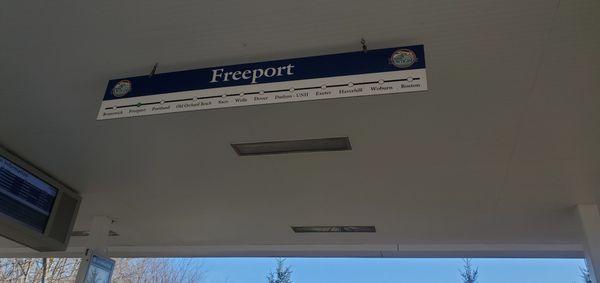 Freeport
Brunswick Freeport Portland Old Orchard Beach Saco Wells Dover Durham - UNH Exeter Haverhill Woburn Boston